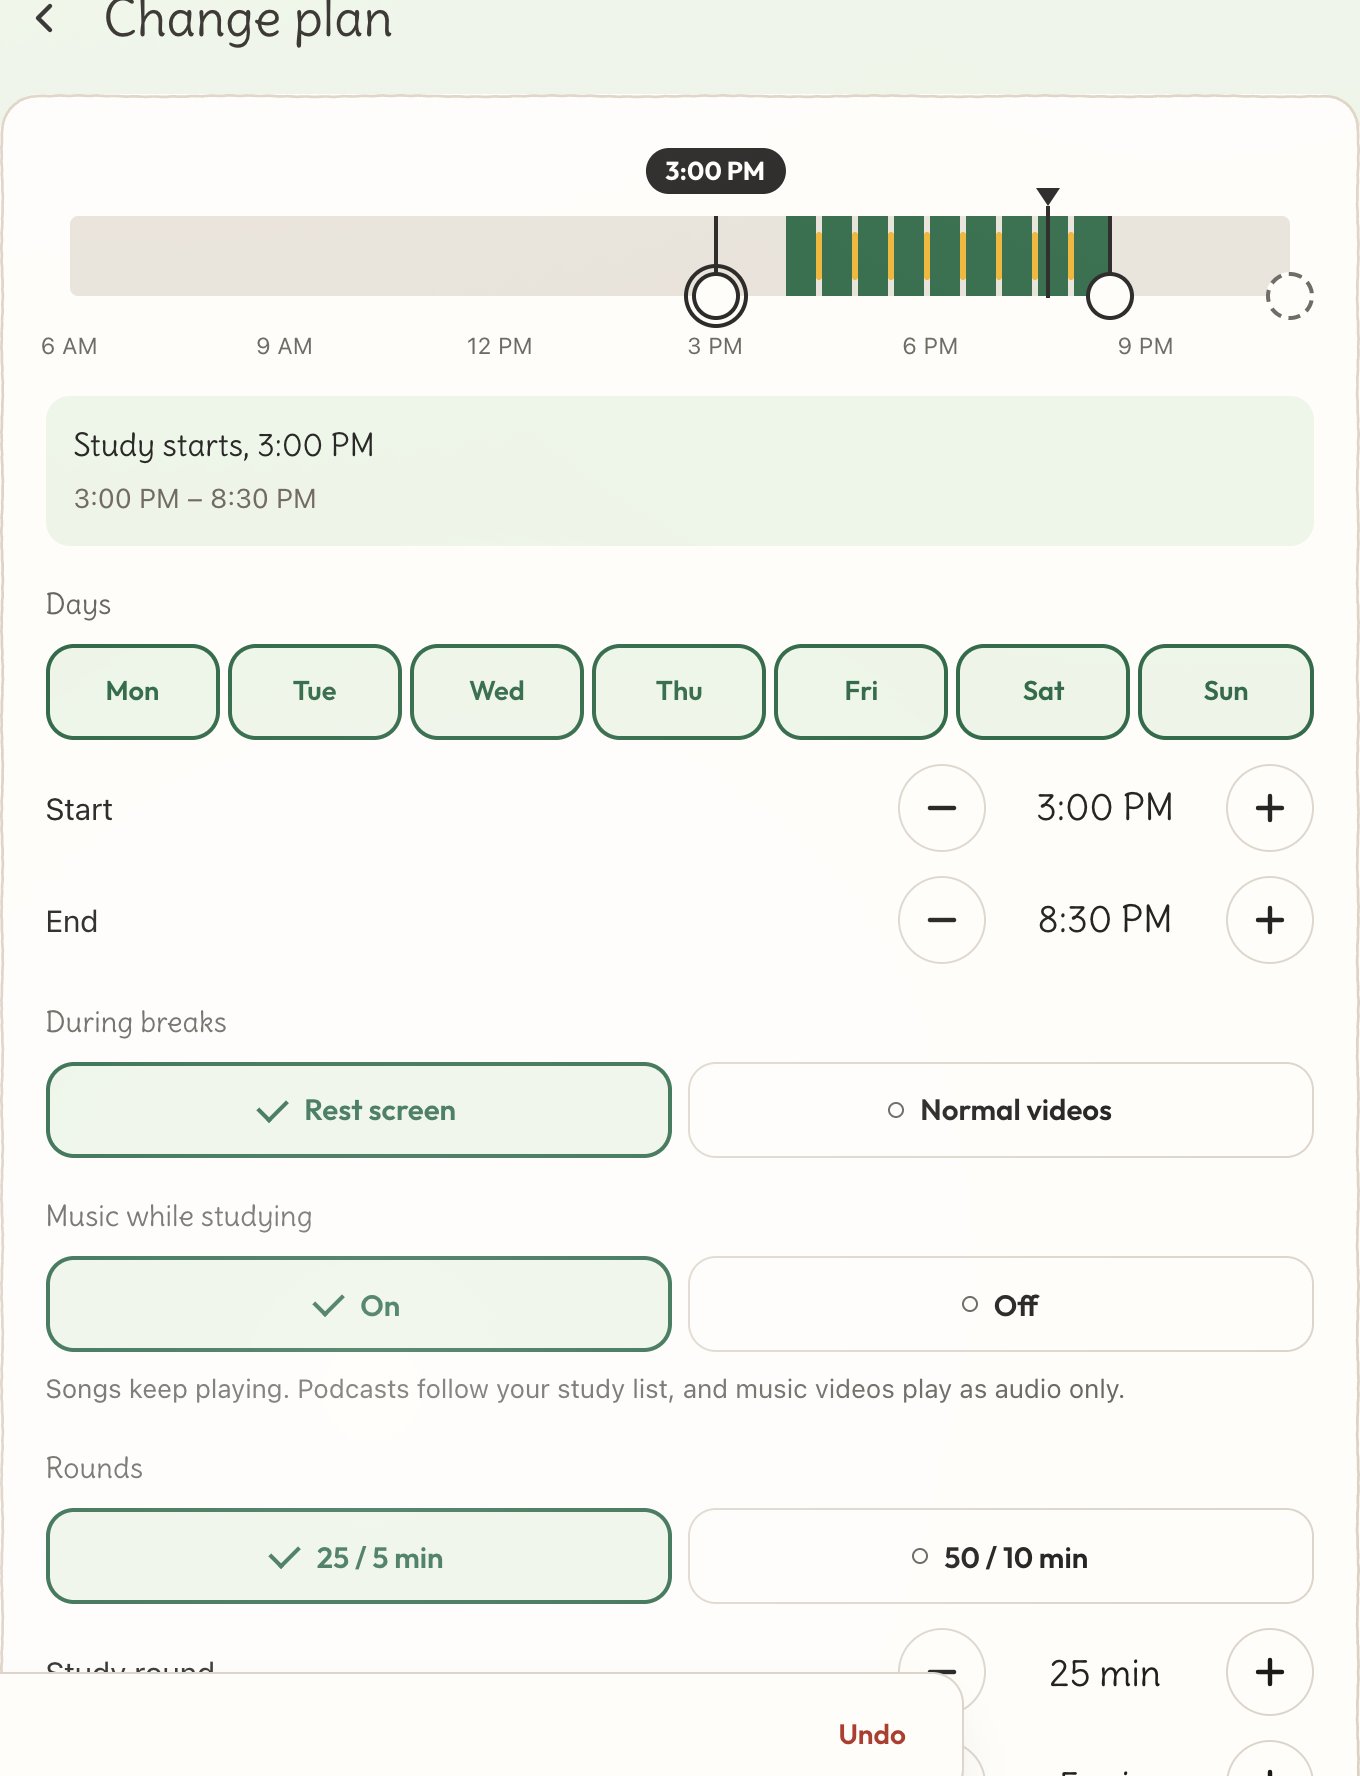 Change plan
3:00 PM
6 AM 9 AM 12 PM 3 PM 6 PM 9 PM
Study starts, 3:00 PM
3:00 PM – 8:30 PM
Days
Mon Tue Wed Thu Fri Sat Sun
Start 3:00 PM
End 8:30 PM
During breaks
Rest screen Normal videos
Music while studying
On Off
Songs keep playing. Podcasts follow your study list, and music videos play as audio only.
Rounds
25 / 5 min 50 / 10 min
Study round 25 min
Undo